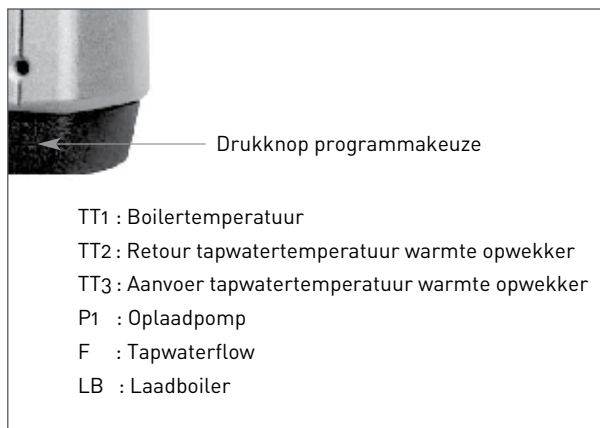 Drukknop programmakeuze
TT1 : Boilertemperatuur
TT2 : Retour tapwatertemperatuur warmte opwekker
TT3 : Aanvoer tapwatertemperatuur warmte opwekker
P1 : Oplaadpomp
F : Tapwaterflow
LB : Laadboiler